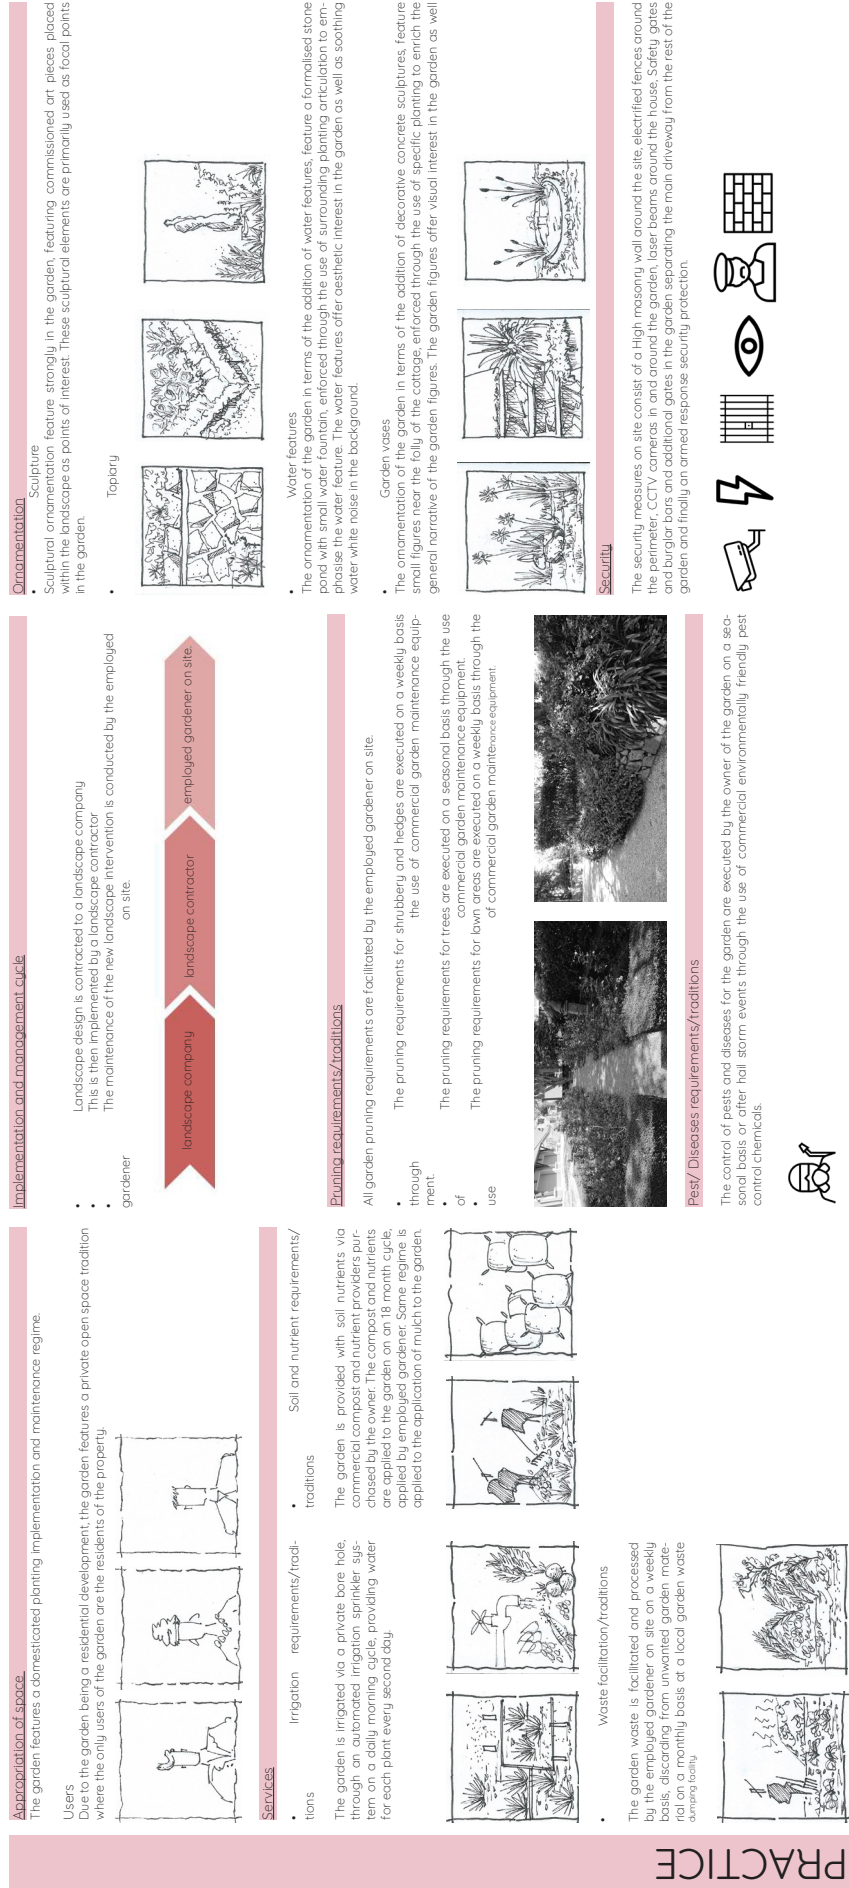 PRACTICE
Appropriation of space
The garden features a domesticated planting implementation and maintenance regime.
Users
Due to the garden being a residential development, the garden features a private open space tradition
where the only users of the garden are the residents of the property.
Services
• Irrigation requirements/tradi-
tions
The garden is irrigated via a private bore hole,
through an automated irrigation sprinkler sys-
tem on a daily morning cycle, providing water
for each plant every second day.
• Soil and nutrient requirements/
traditions
The garden is provided with soil nutrients via
commercial compost and nutrient providers pur-
chased by the owner. The compost and nutrients
are applied to the garden on an 18 month cycle,
applied by employed gardener. Same regime is
applied to the application of mulch to the garden.
• Waste facilitation/traditions
The garden waste is facilitated and processed
by the employed gardener on site on a weekly
basis, discarding from unwanted garden mate-
rial on a monthly basis at a local garden waste
dumping facility.
Implementation and management cycle
• Landscape design is contracted to a landscape company
• This is then implemented by a landscape contractor
• The maintenance of the new landscape intervention is conducted by the employed
gardener on site.
landscape company
landscape contractor
employed gardener on site.
Pruning requirements/traditions
All garden pruning requirements are facilitated by the employed gardener on site.
• The pruning requirements for shrubbery and hedges are executed on a weekly basis
through the use of commercial garden maintenance equip-
ment.
• The pruning requirements for trees are executed on a seasonal basis through the use
of commercial garden maintenance equipment.
• The pruning requirements for lawn areas are executed on a weekly basis through the
use of commercial garden maintenance equipment.
Pest/ Diseases requirements/traditions
The control of pests and diseases for the garden are executed by the owner of the garden on a sea-
sonal basis or after hail storm events through the use of commercial environmentally friendly pest
control chemicals.
Ornamentation
• Sculpture
Sculptural ornamentation feature strongly in the garden, featuring commissioned art pieces placed
within the landscape as points of interest. These sculptural elements are primarily used as focal points
in the garden.
• Topiary
• Water features
The ornamentation of the garden in terms of the addition of water features, feature a formalised stone
pond with small water fountain, enforced through the use of surrounding planting articulation to em-
phasise the water feature. The water features offer aesthetic interest in the garden as well as soothing
water white noise in the background.
• Garden vases
The ornamentation of the garden in terms of the addition of decorative concrete sculptures, feature
small figures near the folly of the cottage, enforced through the use of specific planting to enrich the
general narrative of the garden figures. The garden figures offer visual interest in the garden as well
Security
The security measures on site consist of a High masonry wall around the site, electrified fences around
the perimeter, CCTV cameras in and around the garden, laser beams around the house, Safety gates
and burglar bars and additional gates in the garden separating the main driveway from the rest of the
garden and finally an armed response security protection.